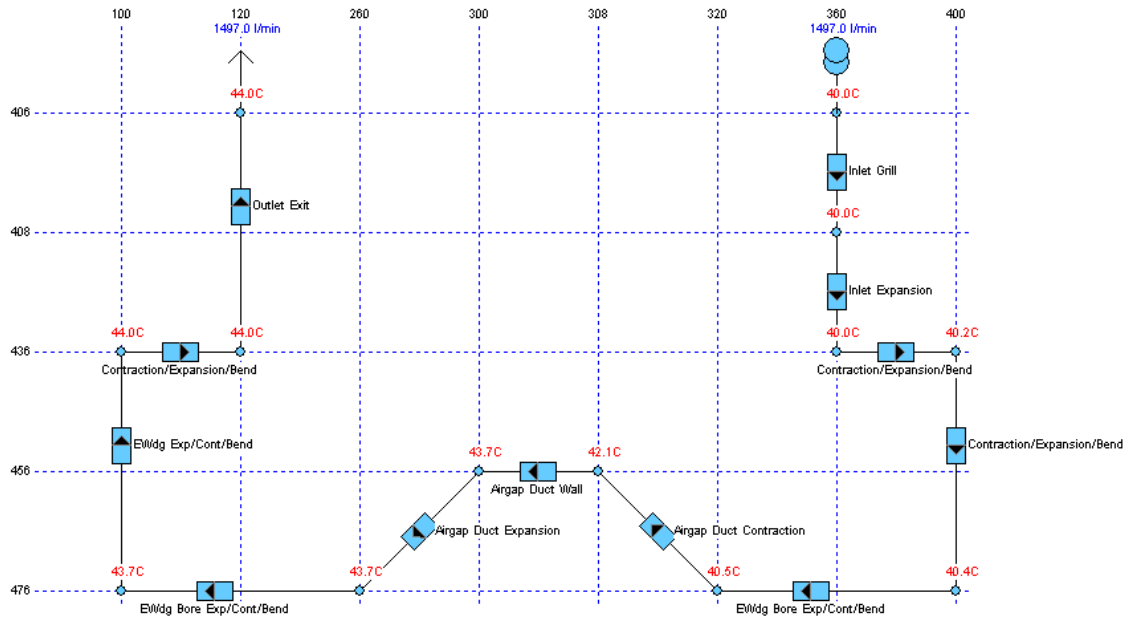 100 120 260 300 308 320 360 400
1497.0 l/min 1497.0 l/min
44.0C 40.0C
406
Inlet Grill
Outlet Exit
40.0C
408
Inlet Expansion
44.0C 44.0C 40.0C 40.2C
436
Contraction/Expansion/Bend Contraction/Expansion/Bend
EWdg Exp/Cont/Bend Contraction/Expansion/Bend
43.7C 42.1C
456
Airgap Duct Wall
Airgap Duct Expansion Airgap Duct Contraction
43.7C 43.7C 40.5C 40.4C
476
EWdg Bore Exp/Cont/Bend EWdg Bore Exp/Cont/Bend